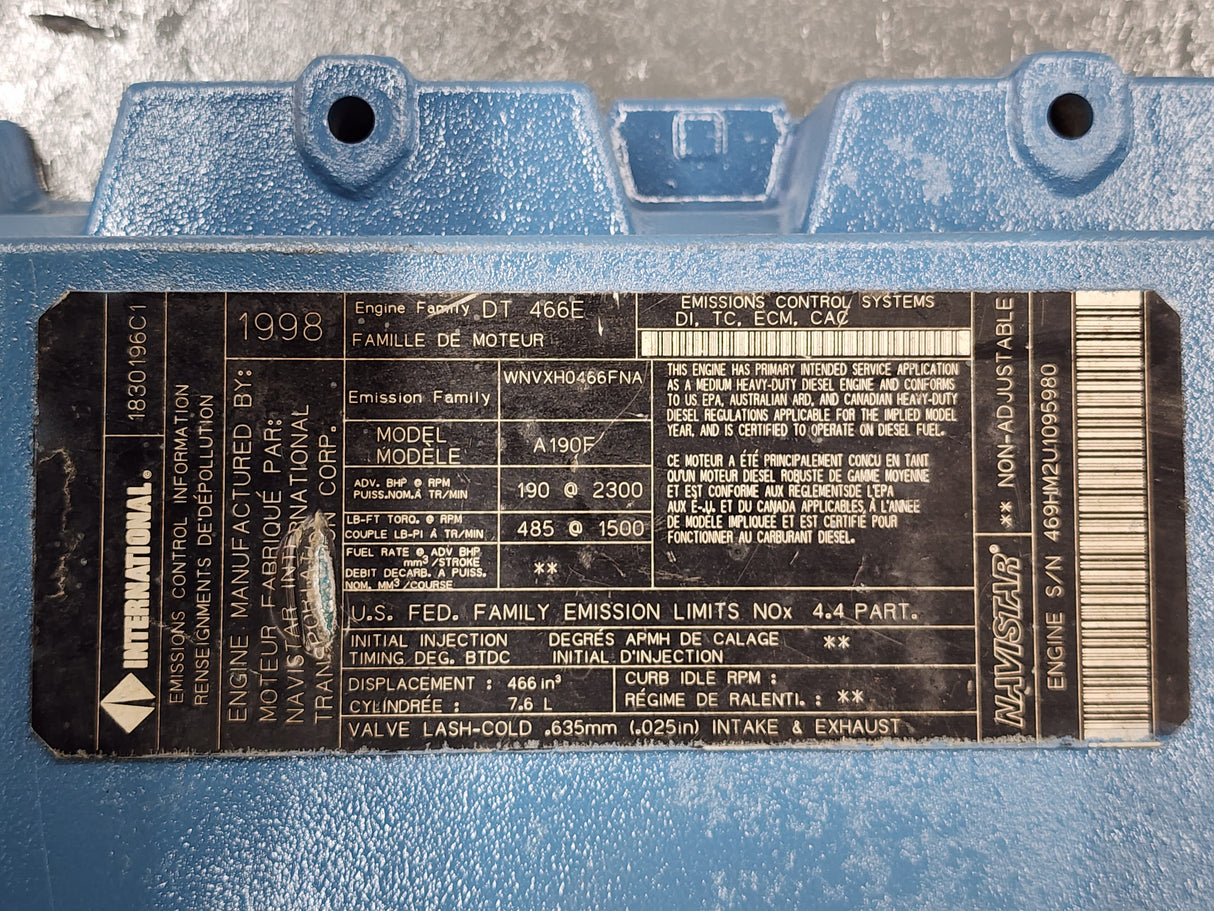 1830196C1
INTERNATIONAL®
EMISSIONS CONTROL INFORMATION
RENSEIGNMENTS DE'DÉPOLLUTION
1998
ENGINE MANUFACTURED BY:
MOTEUR FABRIQUÉ PAR:
NAVISTAR INTERNATIONAL
CORP.
Engine Family DT 466E
FAMILLE DE MOTEUR
EMISSIONS CONTROL SYSTEMS
DI, TC, ECM, CAC
Emission Family WNVXH0466FNA
MODEL
MODÈLE
A190F
ADV. BHP @ RPM
PUISS.NOM.À TR/MIN
190 @ 2300
LB-FT TORQ. @ RPM
COUPLE LB-PI À TR/MIN
485 @ 1500
FUEL RATE @ ADV BHP
mm³/STROKE
DEBIT DECARB. A PUISS.
NOM. MM³/COURSE
**
THIS ENGINE HAS PRIMARY INTENDED SERVICE APPLICATION
AS A MEDIUM HEAVY-DUTY DIESEL ENGINE AND CONFORMS
TO US EPA, AUSTRALIAN ARD, AND CANADIAN HEAVY-DUTY
DIESEL REGULATIONS APPLICABLE FOR THE IMPLIED MODEL
YEAR, AND IS CERTIFIED TO OPERATE ON DIESEL FUEL.
CE MOTEUR A ÉTÉ PRINCIPALEMENT CONCU EN TANT
QU'UN MOTEUR DIESEL ROBUSTE DE GAMME MOYENNE
ET EST CONFORME AUX REGLEMENTSDE L'EPA
AUX É-.U. ET DU CANADA APPLICABLES, À L'ANNEE
DE MODÈLE IMPLIQUÉE ET EST CERTIFIÉ POUR
FONCTIONNER AU CARBURANT DIESEL.
U.S. FED. FAMILY EMISSION LIMITS NOx 4.4 PART.
INITIAL INJECTION DEGRÉS APMH DE CALAGE **
TIMING DEG. BTDC INITIAL D'INJECTION
DISPLACEMENT : 466 in³
CYLINDRÉE : 7.6 L
CURB IDLE RPM :
RÉGIME DE RALENTI. : **
VALVE LASH-COLD .635mm (.025in) INTAKE & EXHAUST
** NON-ADJUSTABLE
NAVISTAR®
ENGINE S/N 469HM2U1095980